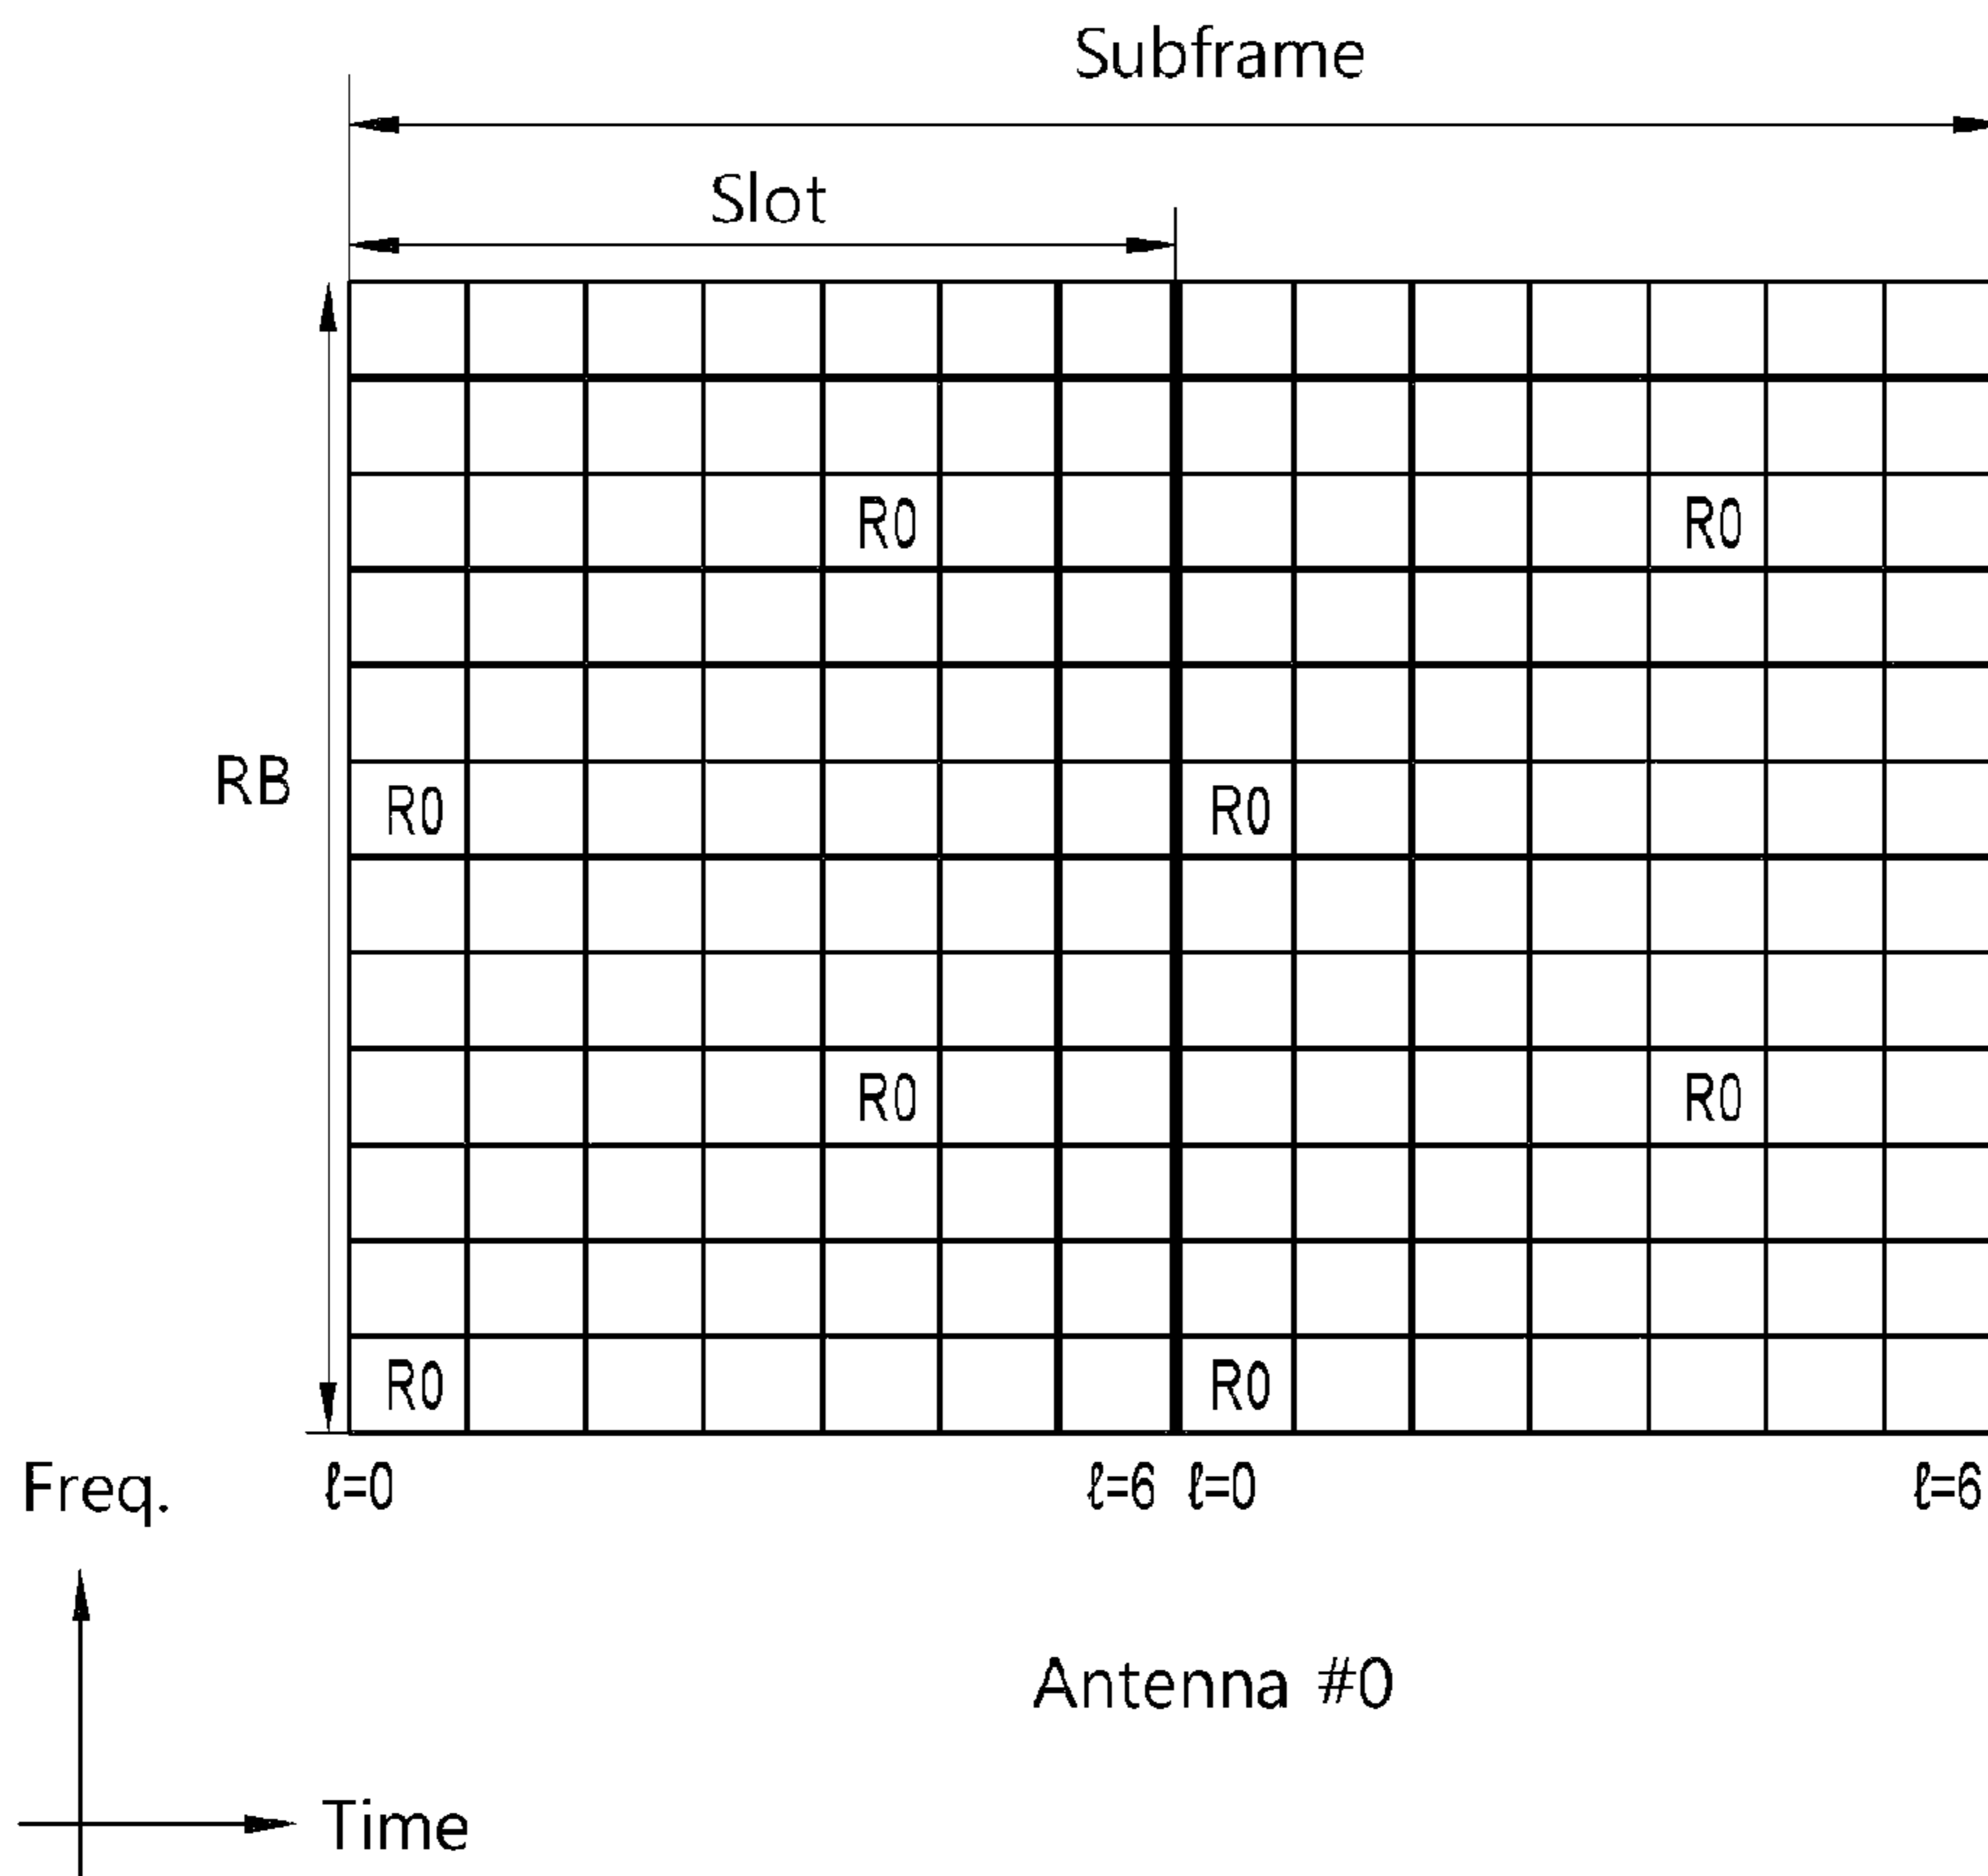 Subframe
Slot
R0 R0
RB
R0 R0
R0 R0
R0 R0
Freq. ℓ=0 ℓ=6 ℓ=0 ℓ=6
Antenna #0
Time